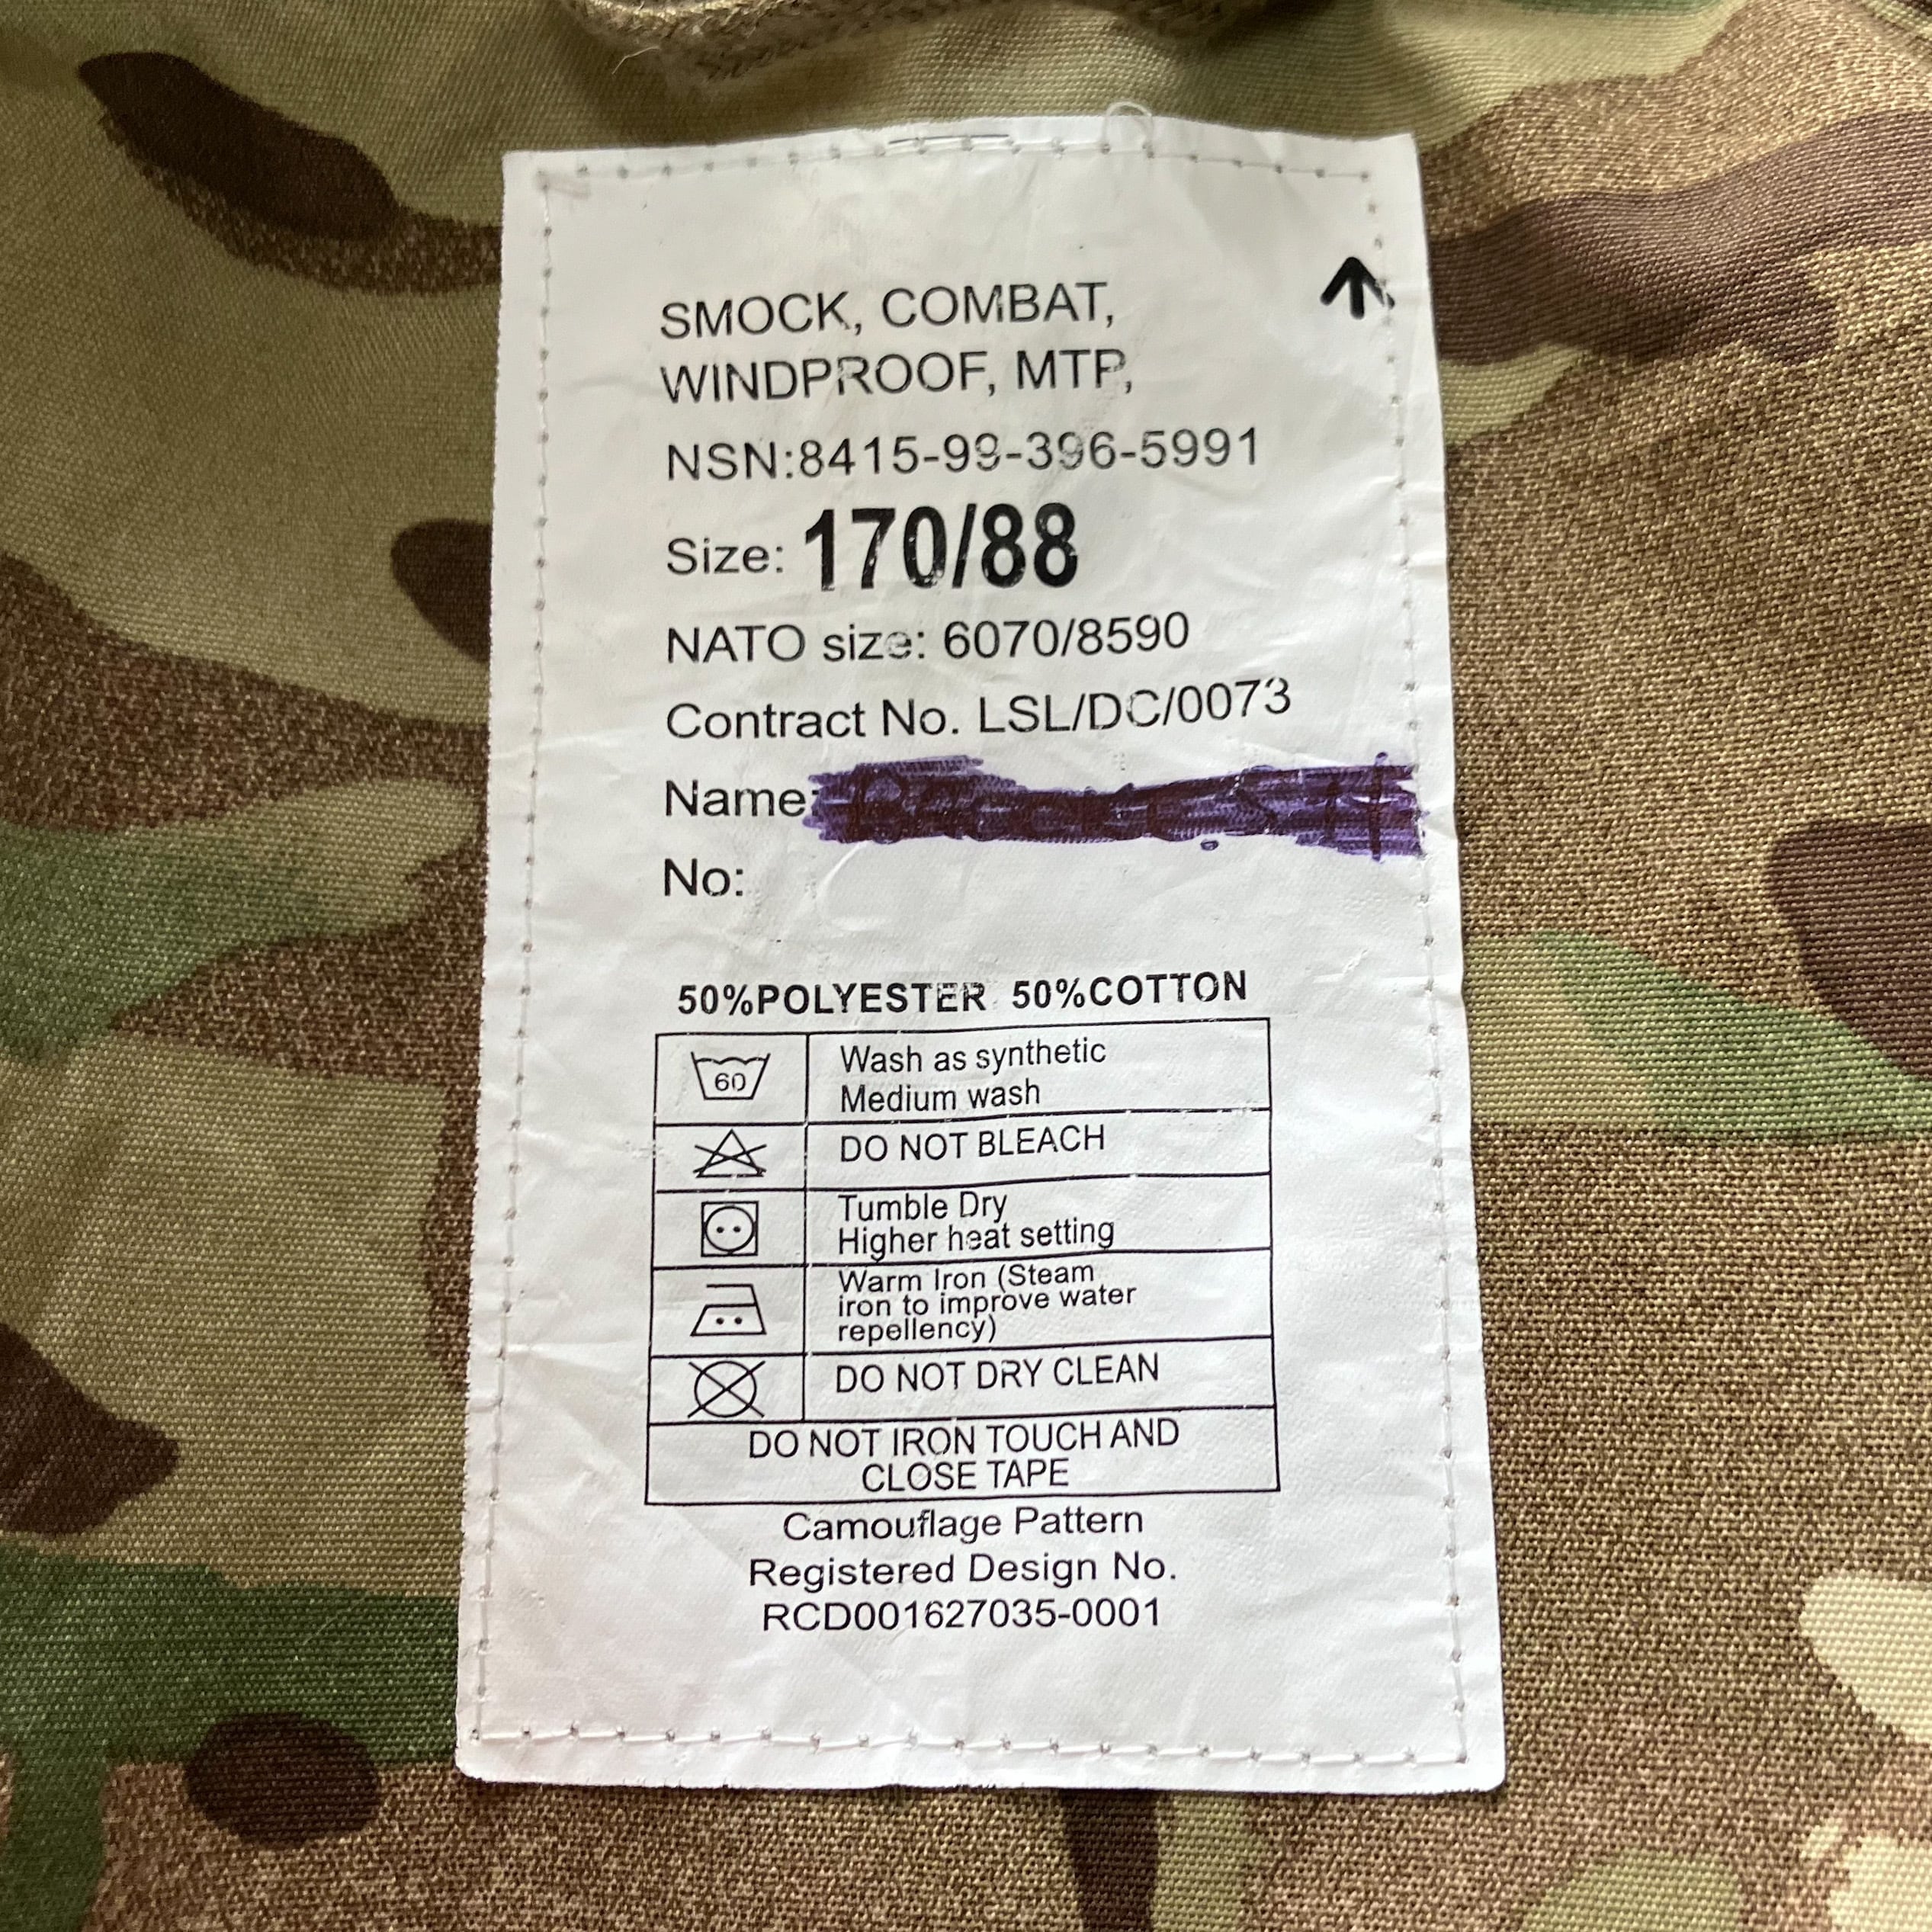 SMOCK, COMBAT,
WINDPROOF, MTP,
NSN:8415-99-396-5991
Size: 170/88
NATO size: 6070/8590
Contract No. LSL/DC/0073
Name:
No:
50%POLYESTER 50%COTTON
60 Wash as synthetic
Medium wash
DO NOT BLEACH
Tumble Dry
Higher heat setting
Warm Iron (Steam
iron to improve water
repellency)
DO NOT DRY CLEAN
DO NOT IRON TOUCH AND
CLOSE TAPE
Camouflage Pattern
Registered Design No.
RCD001627035-0001